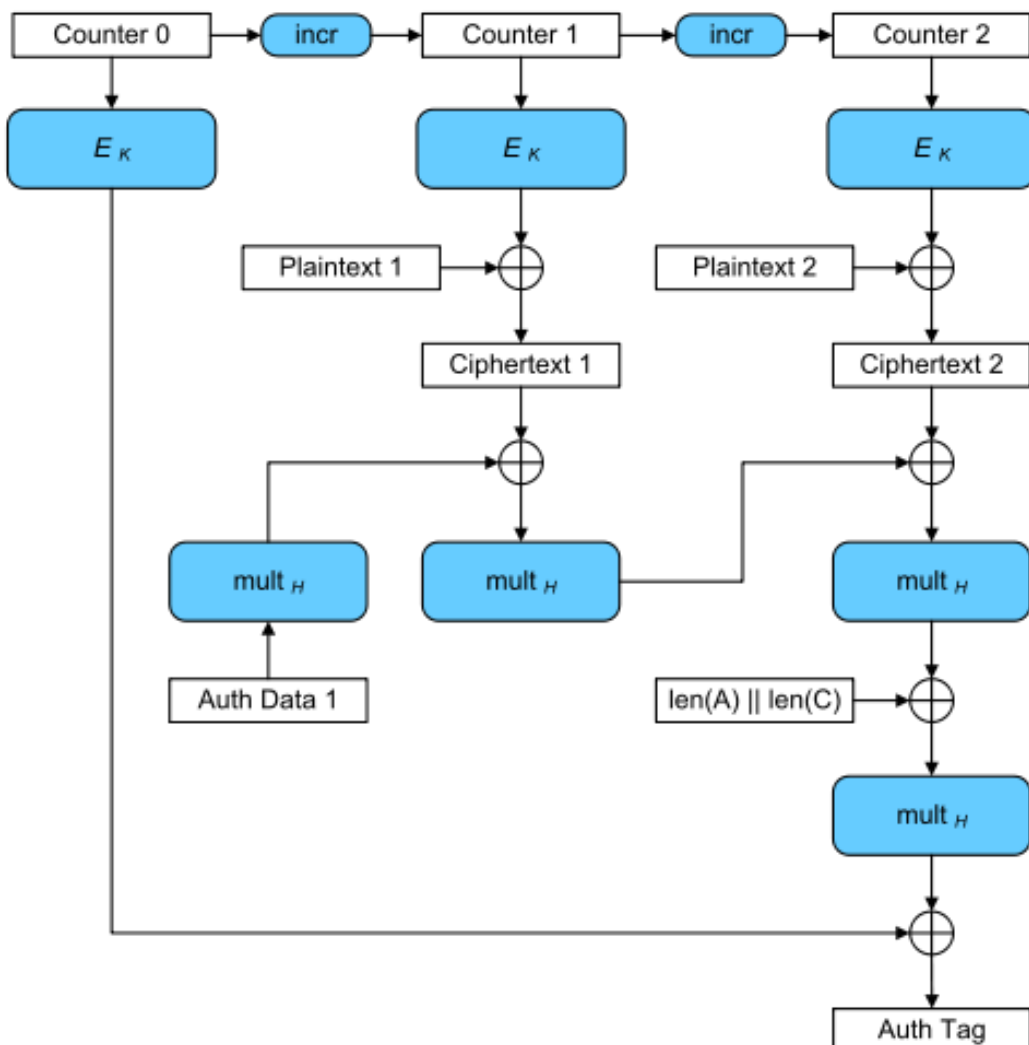 Counter 0
incr
Counter 1
incr
Counter 2
E K
E K
E K
Plaintext 1
Plaintext 2
Ciphertext 1
Ciphertext 2
mult H
mult H
mult H
Auth Data 1
len(A) || len(C)
mult H
Auth Tag